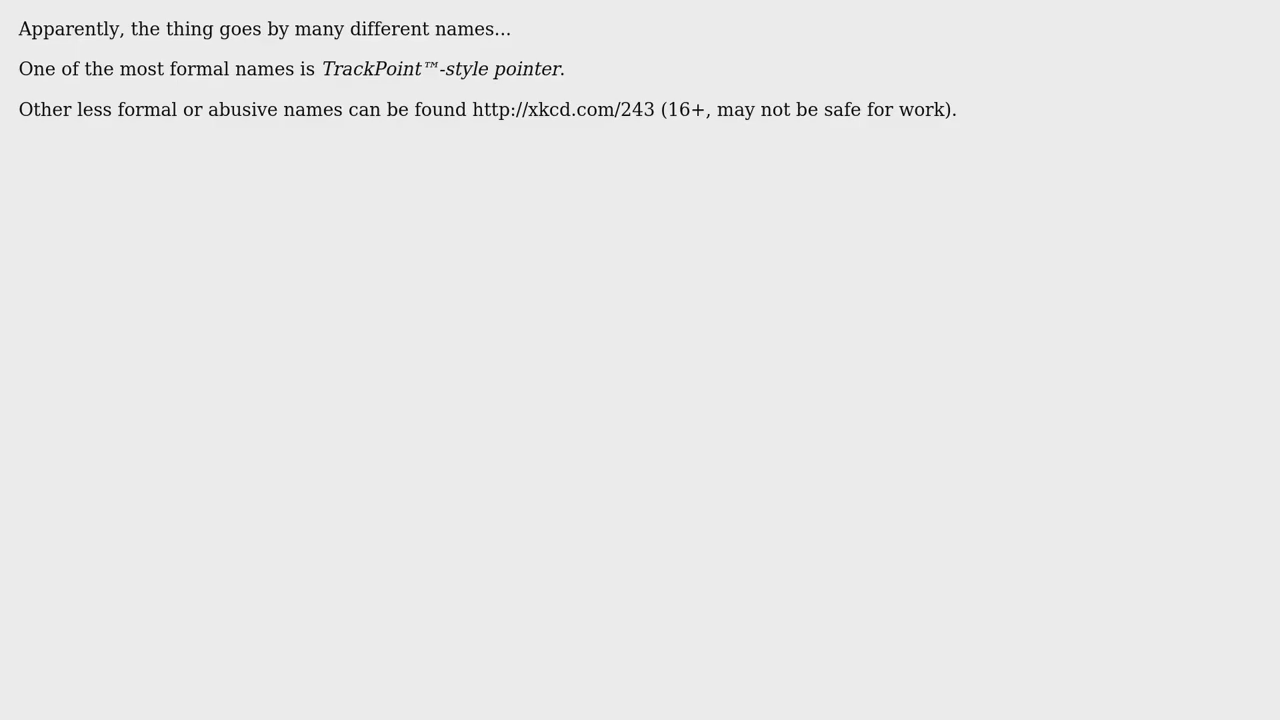 Apparently, the thing goes by many different names...
One of the most formal names is TrackPoint™-style pointer.
Other less formal or abusive names can be found http://xkcd.com/243 (16+, may not be safe for work).